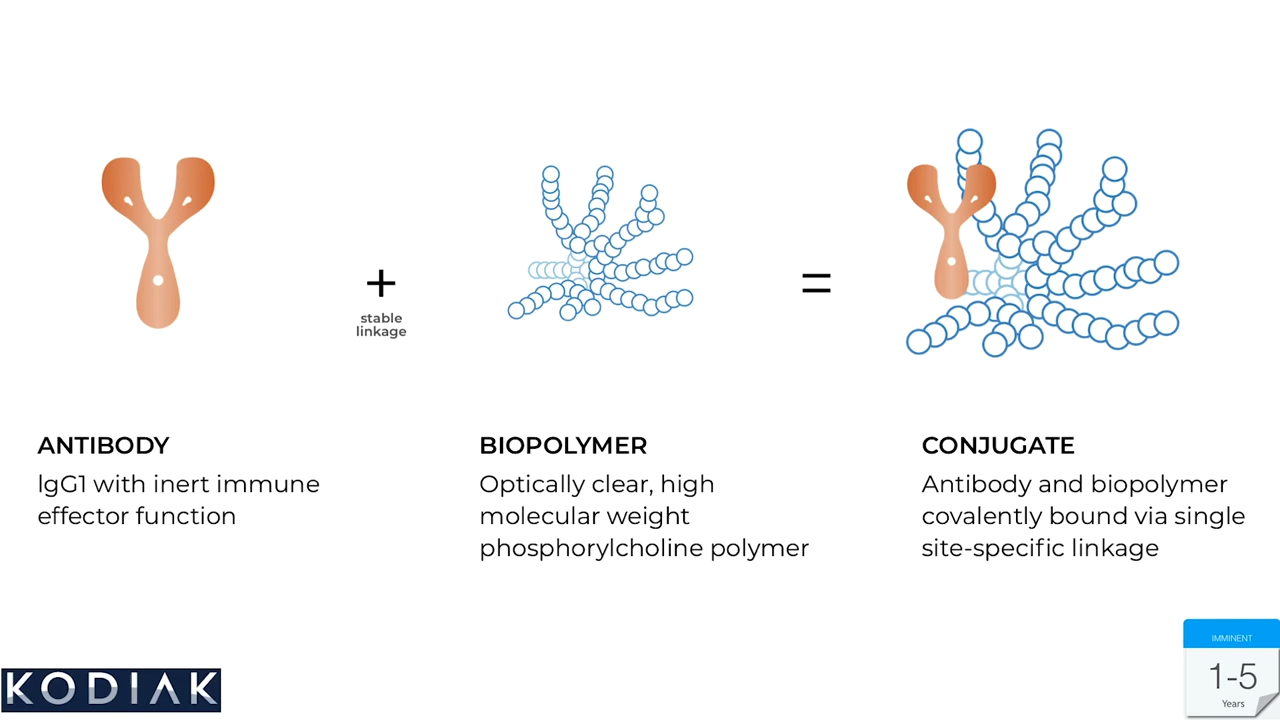 +
stable
linkage
=
ANTIBODY
IgG1 with inert immune
effector function
BIOPOLYMER
Optically clear, high
molecular weight
phosphorylcholine polymer
CONJUGATE
Antibody and biopolymer
covalently bound via single
site-specific linkage
KODIAK
IMMINENT
1-5
Years